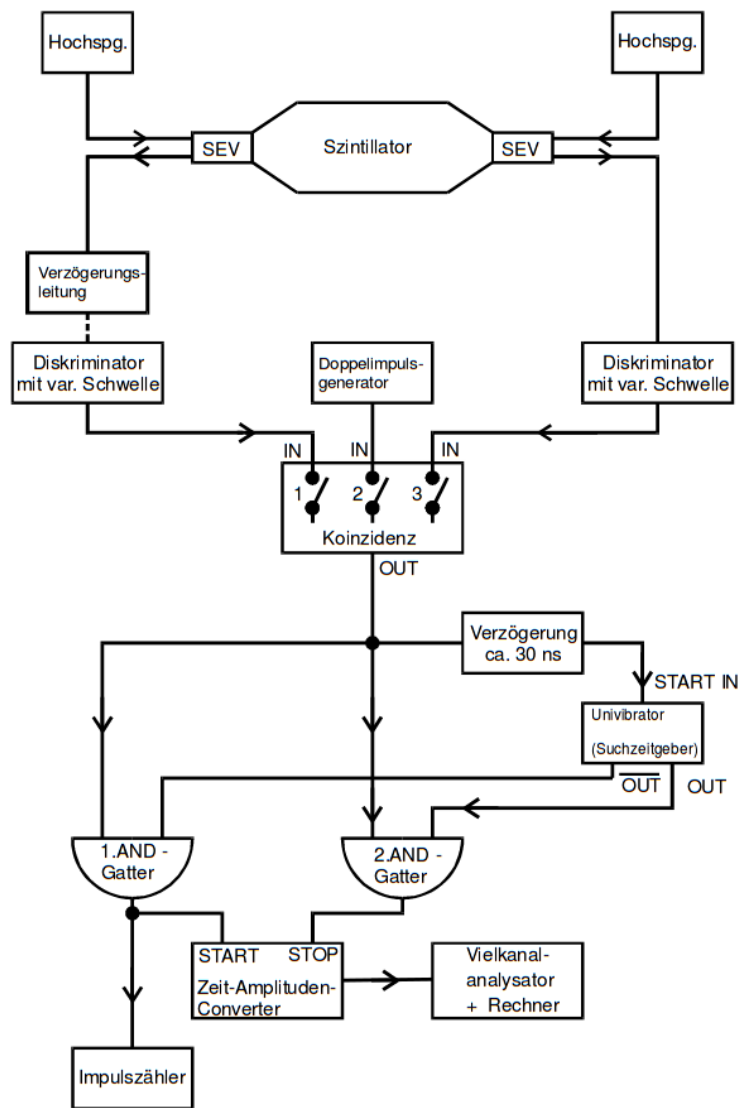 Hochspg.
Hochspg.
SEV
Szintillator
SEV
Verzögerungs-
leitung
Diskriminator
mit var. Schwelle
Doppelimpuls-
generator
Diskriminator
mit var. Schwelle
IN
IN
IN
1
2
3
Koinzidenz
OUT
Verzögerung
ca. 30 ns
START IN
Univibrator
(Suchzeitgeber)
OUT
OUT
1.AND -
Gatter
2.AND -
Gatter
START
STOP
Zeit-Amplituden-
Converter
Vielkanal-
analysator
+ Rechner
Impulszähler